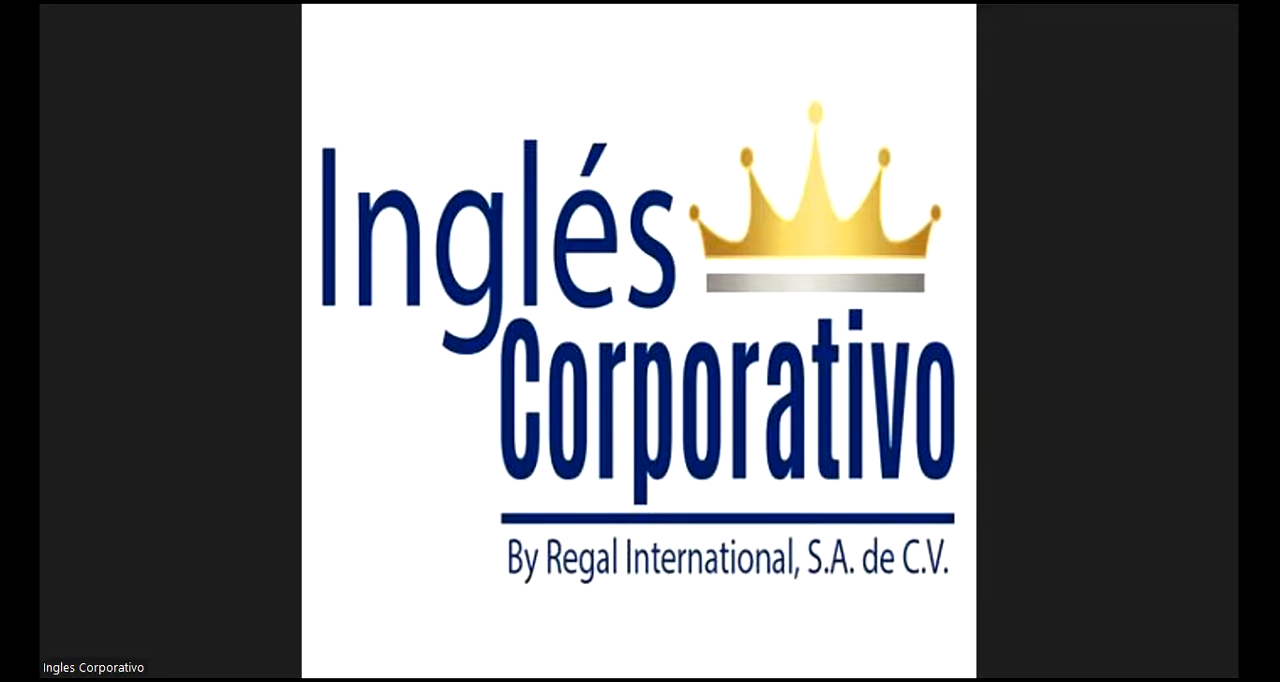 Inglés
Corporativo
By Regal International, S.A. de C.V.
Ingles Corporativo